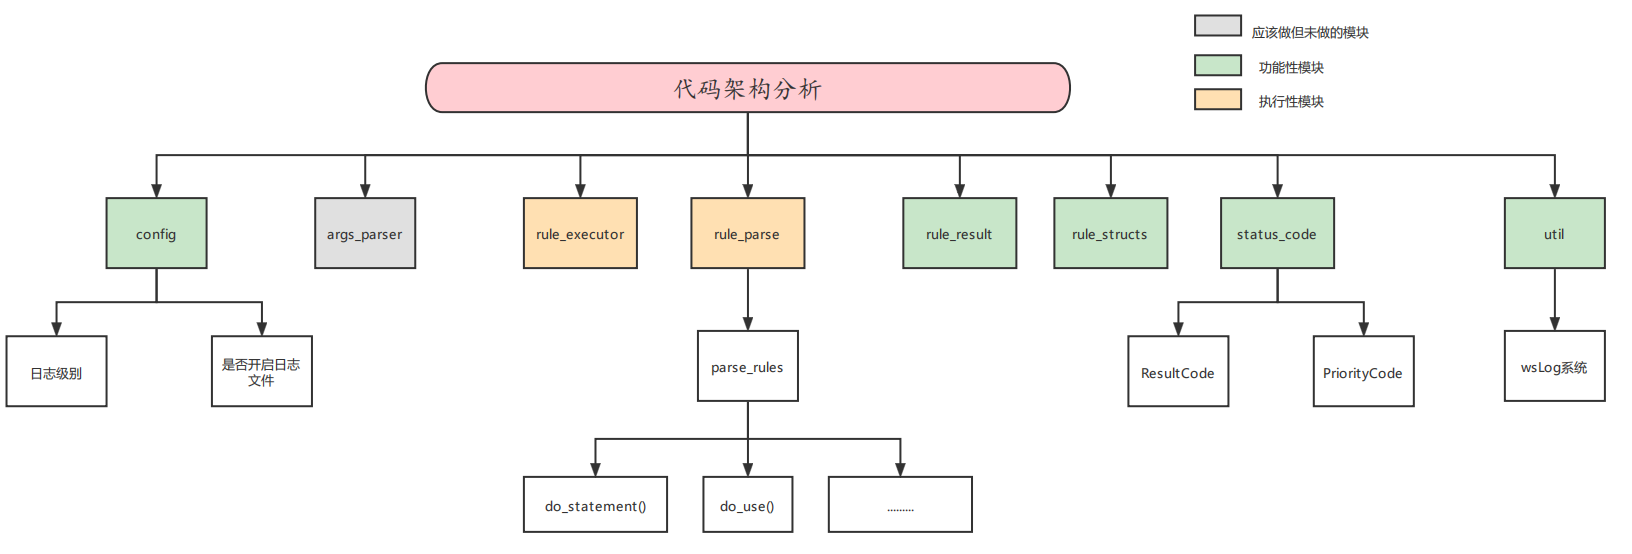 应该做但未做的模块
功能性模块
执行性模块
代码架构分析
config
args_parser
rule_executor
rule_parse
rule_result
rule_structs
status_code
util
日志级别
是否开启日志
文件
parse_rules
ResultCode
PriorityCode
wsLog系统
do_statement()
do_use()
.........